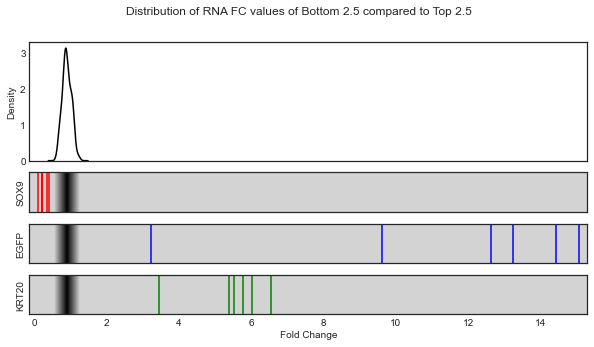 Distribution of RNA FC values of Bottom 2.5 compared to Top 2.5
3
2
1
0
Density
SOX9
EGFP
KRT20
0 2 4 6 8 10 12 14
Fold Change